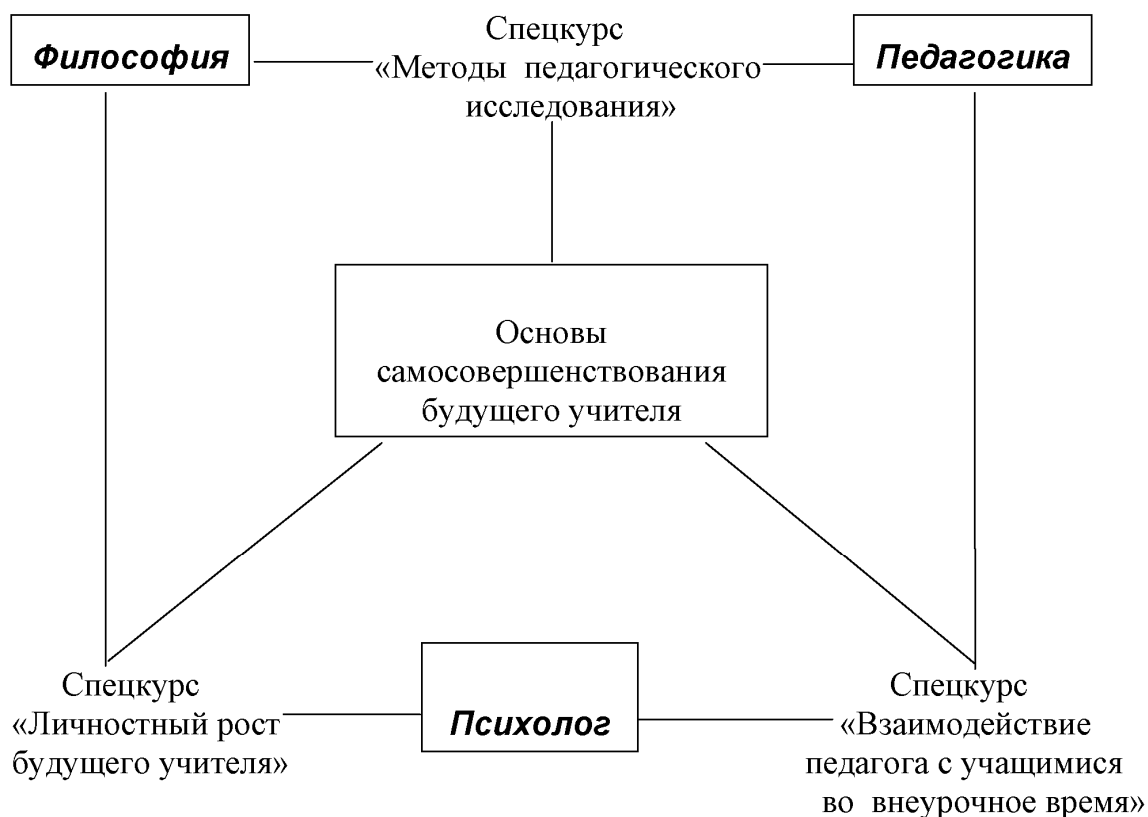 Философия
Спецкурс
«Методы педагогического
исследования»
Педагогика
Основы
самосовершенствования
будущего учителя
Спецкурс
«Личностный рост
будущего учителя»
Психолог
Спецкурс
«Взаимодействие
педагога с учащимися
во внеурочное время»